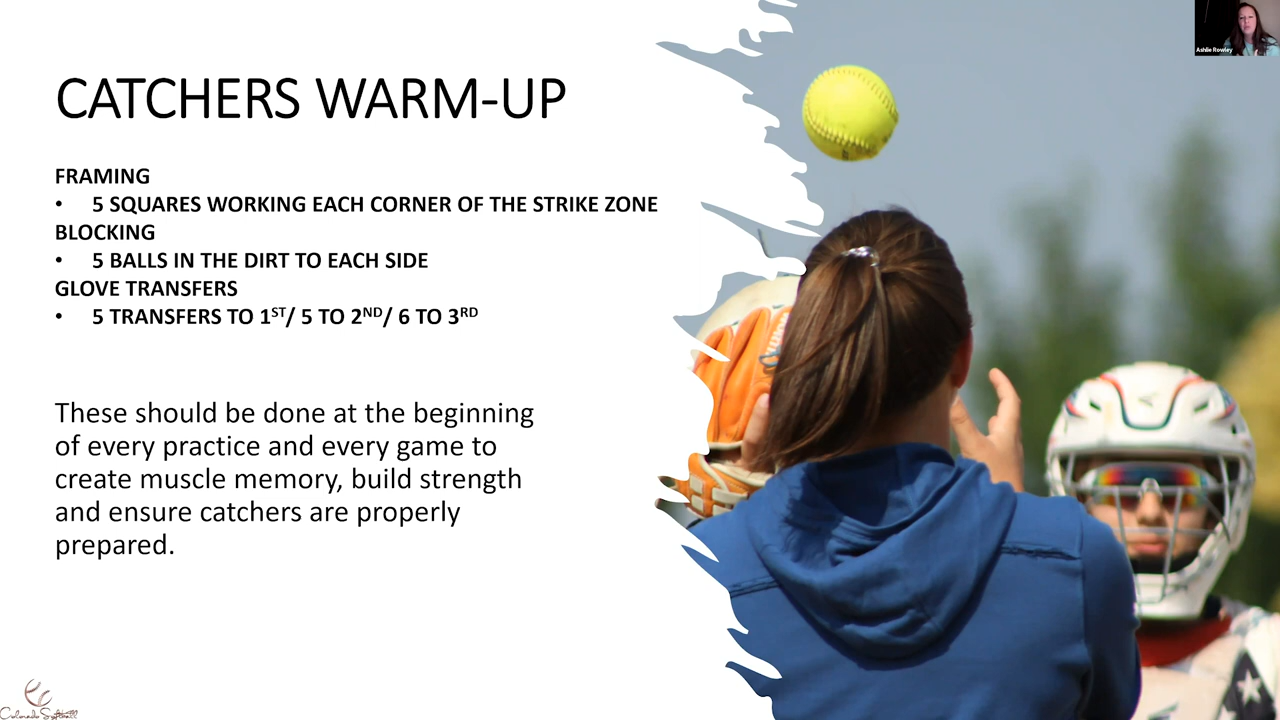 Ashlie Rowley
CATCHERS WARM-UP
FRAMING
• 5 SQUARES WORKING EACH CORNER OF THE STRIKE ZONE
BLOCKING
• 5 BALLS IN THE DIRT TO EACH SIDE
GLOVE TRANSFERS
• 5 TRANSFERS TO 1ST/ 5 TO 2ND/ 6 TO 3RD
These should be done at the beginning
of every practice and every game to
create muscle memory, build strength
and ensure catchers are properly
prepared.
Colorado Softball